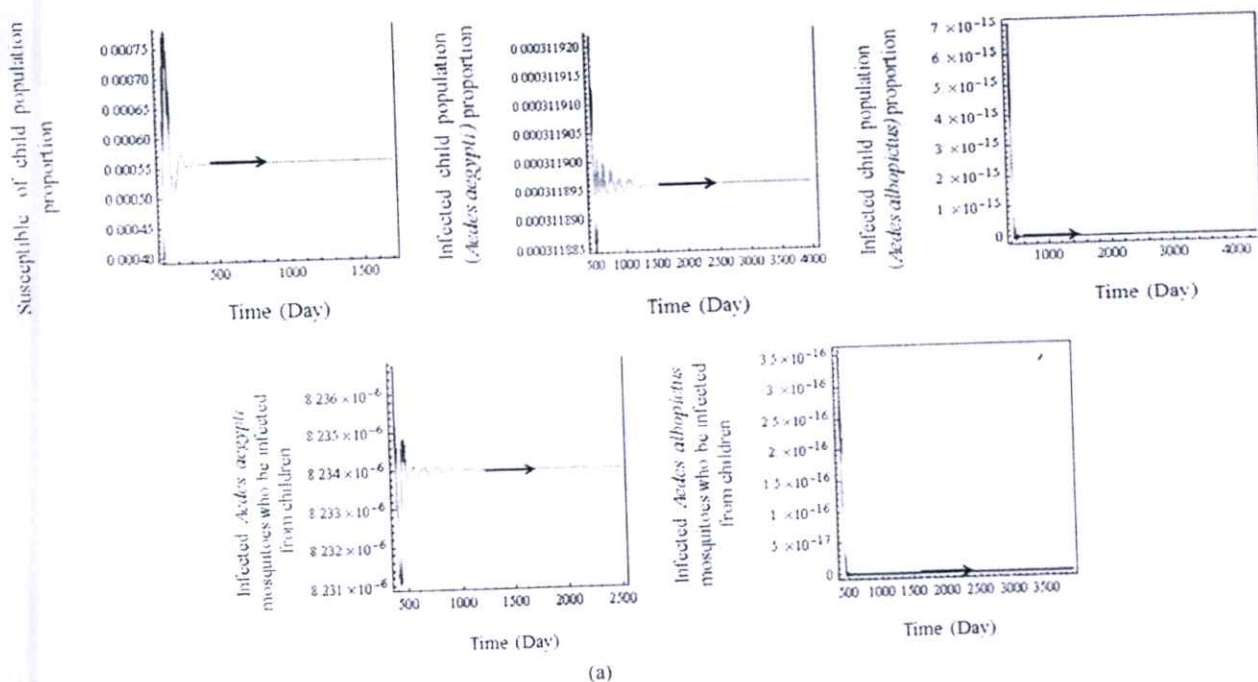 Susceptible of child population
proportion
0.00075
0.00070
0.00065
0.00060
0.00055
0.00050
0.00045
0.00040
500
1000
1500
Time (Day)
Infected child population
(Aedes aegypti) proportion
0.000311920
0.000311915
0.000311910
0.000311905
0.000311900
0.000311895
0.000311890
0.000311885
500 1000 1500 2000 2500 3000 3500 4000
Time (Day)
Infected child population
(Aedes albopictus) proportion
7 ×10-15
6 ×10-15
5 ×10-15
4 ×10-15
3 ×10-15
2 ×10-15
1 ×10-15
0
1000
2000
3000
4000
Time (Day)
Infected Aedes aegypti
mosquitoes who be infected
from children
8.236 ×10-6
8.235 ×10-6
8.234 ×10-6
8.233 ×10-6
8.232 ×10-6
8.231 ×10-6
500
1000
1500
2000
2500
Time (Day)
Infected Aedes albopictus
mosquitoes who be infected
from children
3.5 ×10-16
3 ×10-16
2.5 ×10-16
2 ×10-16
1.5 ×10-16
1 ×10-16
5 ×10-17
0
500 1000 1500 2000 2500 3000 3500
Time (Day)
(a)